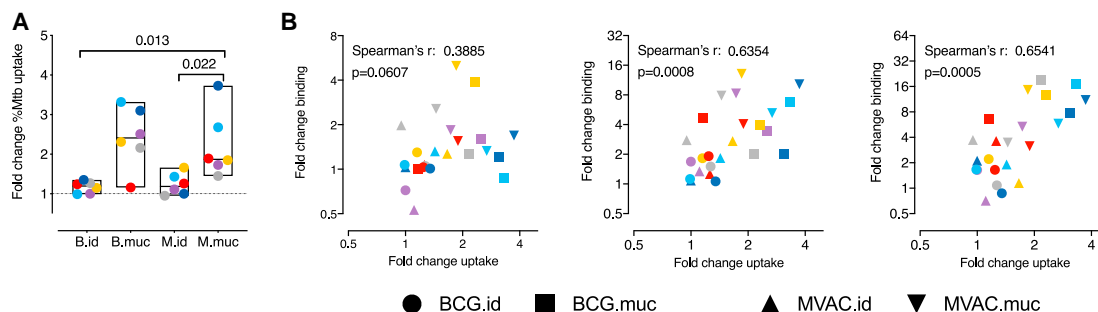 A
B
Fold change %Mtb uptake
5
4
3
2
1
0.013
0.022
B.id
B.muc
M.id
M.muc
Fold change binding
8
4
2
1
0.5
Spearman's r: 0.3885
p=0.0607
0.5
1
2
4
Fold change uptake
Fold change binding
64
32
16
8
4
2
1
0.5
Spearman's r: 0.6354
p=0.0008
0.5
1
2
4
Fold change uptake
Fold change binding
64
32
16
8
4
2
1
0.5
Spearman's r: 0.6541
p=0.0005
0.5
1
2
4
Fold change uptake
BCG.id
BCG.muc
MVAC.id
MVAC.muc